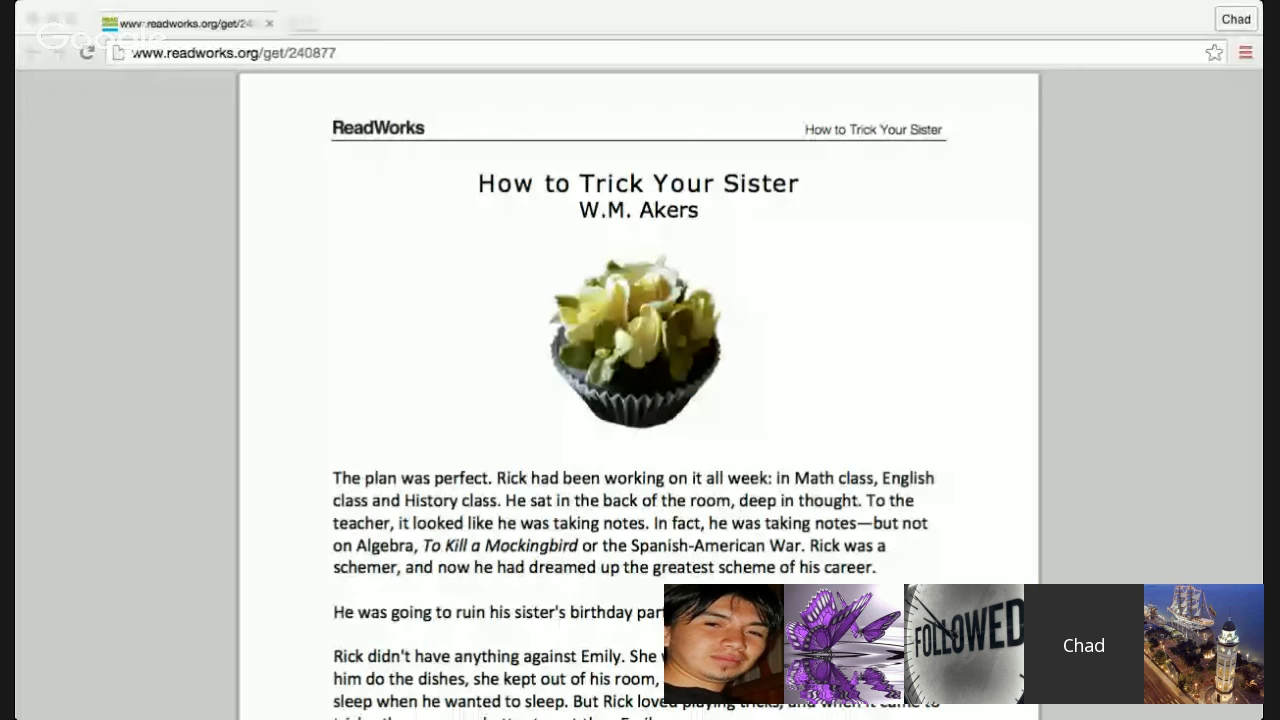 www.readworks.org/get/24
Chad
Google
www.readworks.org/get/240877
ReadWorks
How to Trick Your Sister
How to Trick Your Sister
W.M. Akers
The plan was perfect. Rick had been working on it all week: in Math class, English
class and History class. He sat in the back of the room, deep in thought. To the
teacher, it looked like he was taking notes. In fact, he was taking notes—but not
on Algebra, To Kill a Mockingbird or the Spanish-American War. Rick was a
schemer, and now he had dreamed up the greatest scheme of his career.
He was going to ruin his sister's birthday par
Rick didn't have anything against Emily. She
him do the dishes, she kept out of his room,
sleep when he wanted to sleep. But Rick loved playing tricks, and when it came to
FOLLOWED
Chad